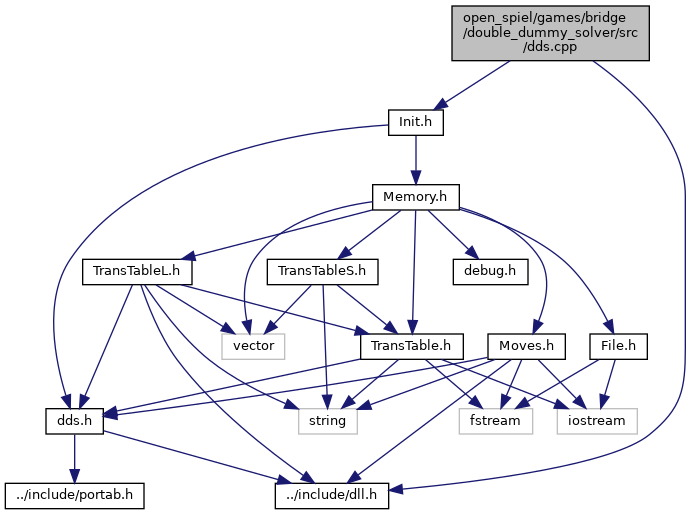 open_spiel/games/bridge
/double_dummy_solver/src
/dds.cpp
Init.h
Memory.h
TransTableL.h
TransTableS.h
debug.h
vector
TransTable.h
Moves.h
File.h
dds.h
string
fstream
iostream
../include/portab.h
../include/dll.h